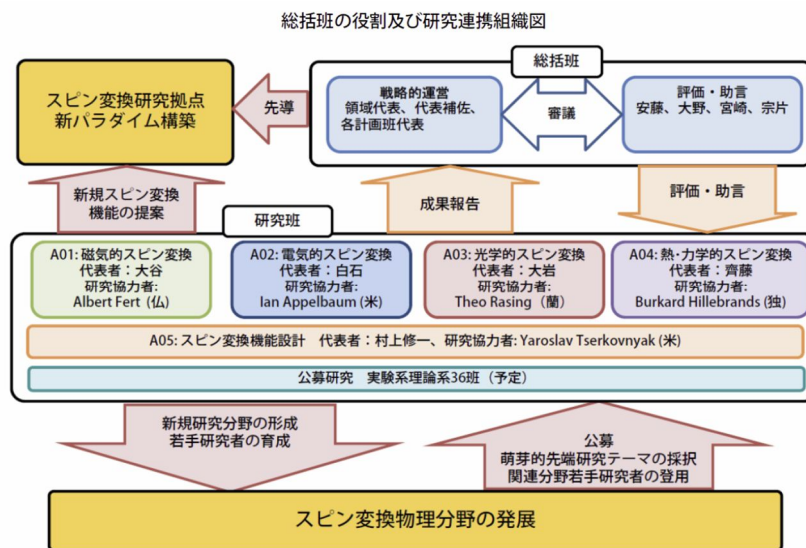 総括班の役割及び研究連携組織図
総括班
スピン変換研究拠点
新パラダイム構築
先導
戦略的運営
領域代表、代表補佐、
各計画班代表
審議
評価・助言
安藤、大野、宮崎、宗片
新規スピン変換
機能の提案
成果報告
評価・助言
研究班
A01: 磁気的スピン変換
代表者：大谷
研究協力者:
Albert Fert (仏)
A02: 電気的スピン変換
代表者：白石
研究協力者:
Ian Appelbaum (米)
A03: 光学的スピン変換
代表者：大岩
研究協力者:
Theo Rasing（蘭）
A04: 熱･力学的スピン変換
代表者：齊藤
研究協力者:
Burkard Hillebrands (独)
A05: スピン変換機能設計　代表者：村上修一、研究協力者: Yaroslav Tserkovnyak (米)
公募研究　実験系理論系36班（予定）
新規研究分野の形成
若手研究者の育成
公募
萌芽的先端研究テーマの採択
関連分野若手研究者の登用
スピン変換物理分野の発展